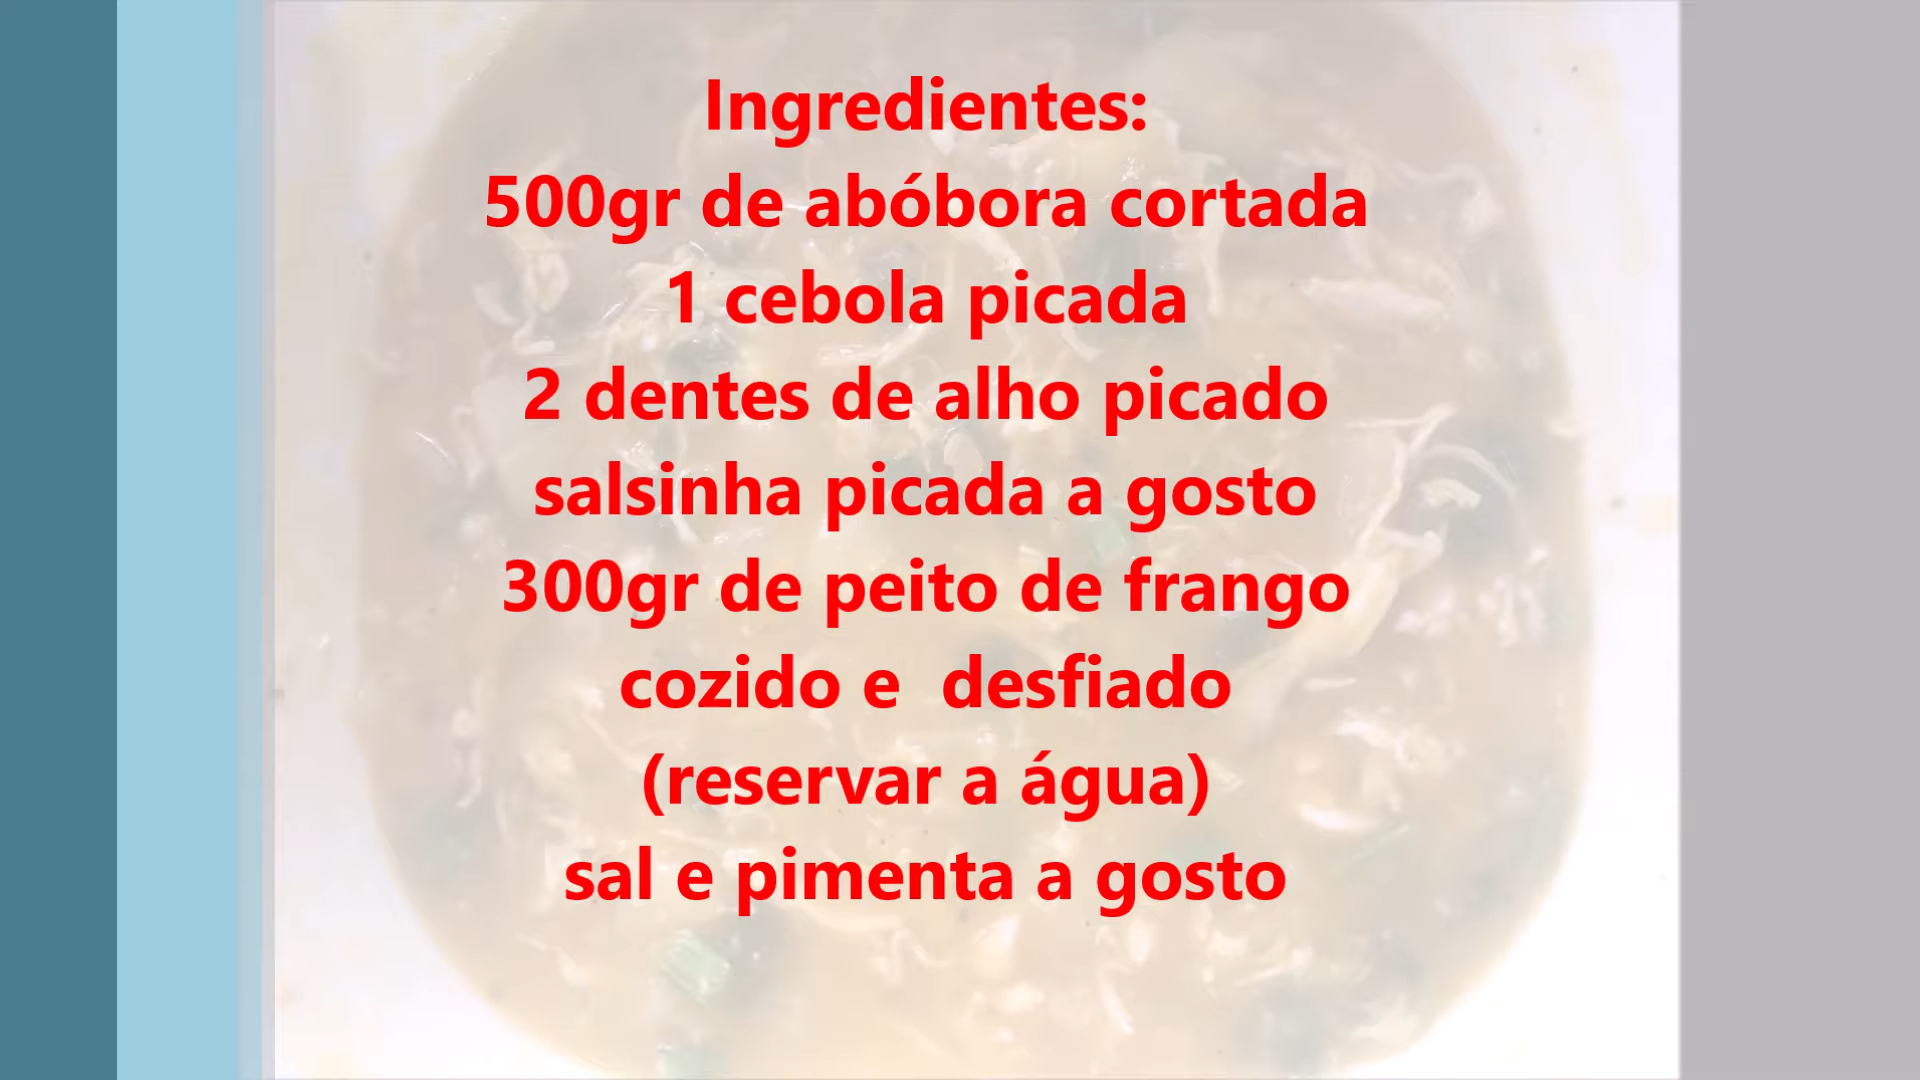 Ingredientes:
500gr de abóbora cortada
1 cebola picada
2 dentes de alho picado
salsinha picada a gosto
300gr de peito de frango
cozido e  desfiado
(reservar a água)
sal e pimenta a gosto